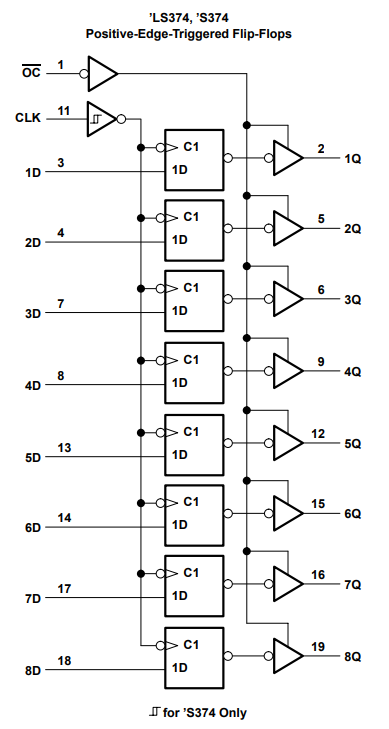 ’LS374, ’S374
Positive-Edge-Triggered Flip-Flops
OC 1
CLK 11
C1
1D 3 1D 2 1Q
C1
2D 4 1D 5 2Q
C1
3D 7 1D 6 3Q
C1
4D 8 1D 9 4Q
C1
5D 13 1D 12 5Q
C1
6D 14 1D 15 6Q
C1
7D 17 1D 16 7Q
C1
8D 18 1D 19 8Q
for ’S374 Only